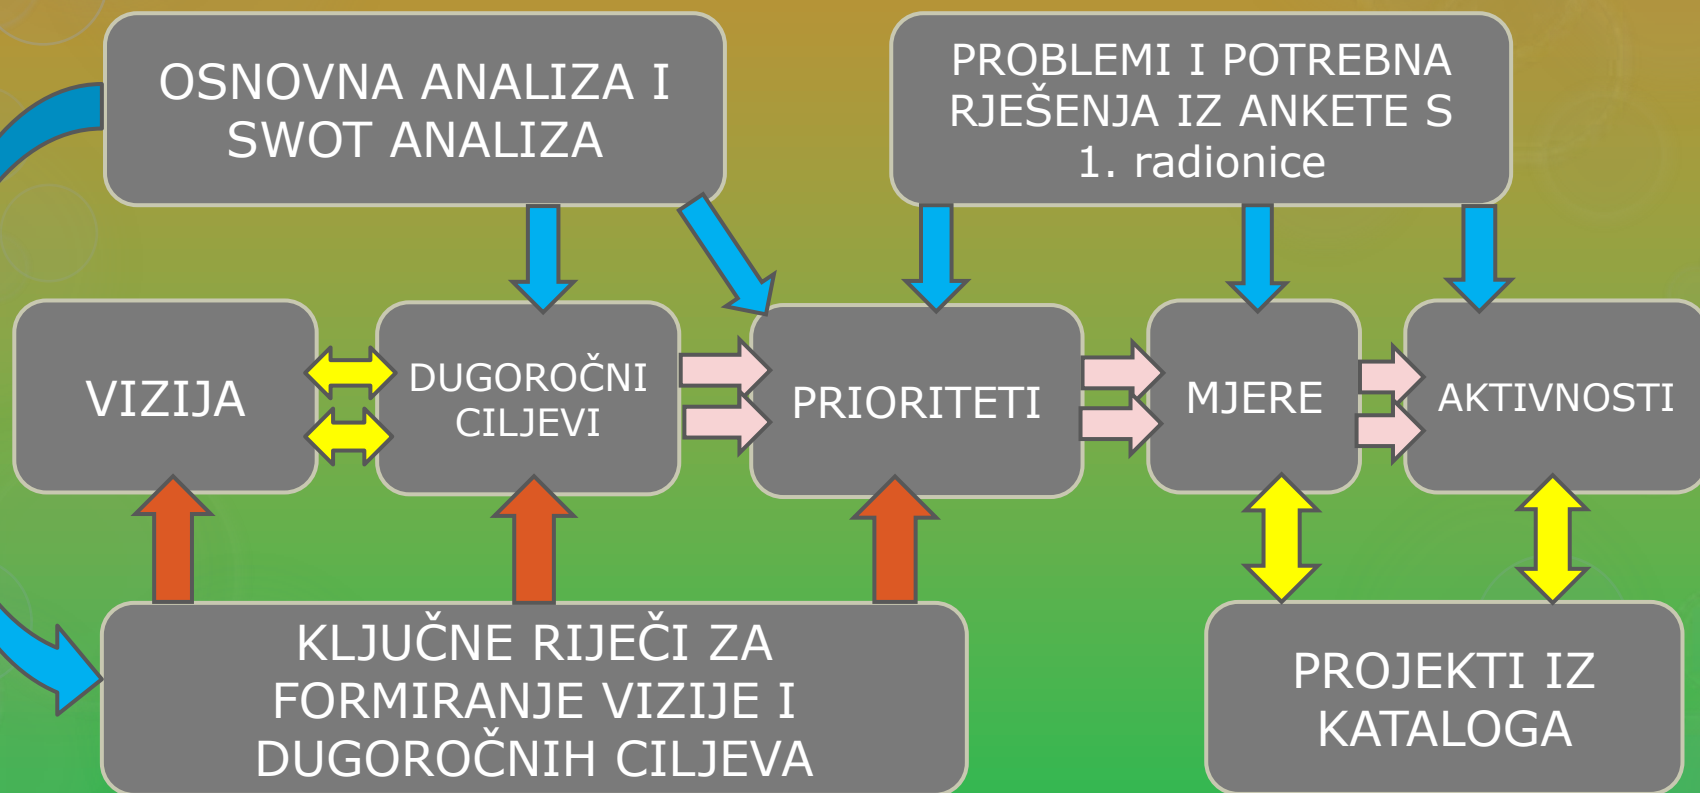 OSNOVNA ANALIZA I
SWOT ANALIZA
PROBLEMI I POTREBNA
RJEŠENJA IZ ANKETE S
1. radionice
VIZIJA
DUGOROČNI
CILJEVI
PRIORITETI
MJERE
AKTIVNOSTI
KLJUČNE RIJEČI ZA
FORMIRANJE VIZIJE I
DUGOROČNIH CILJEVA
PROJEKTI IZ
KATALOGA